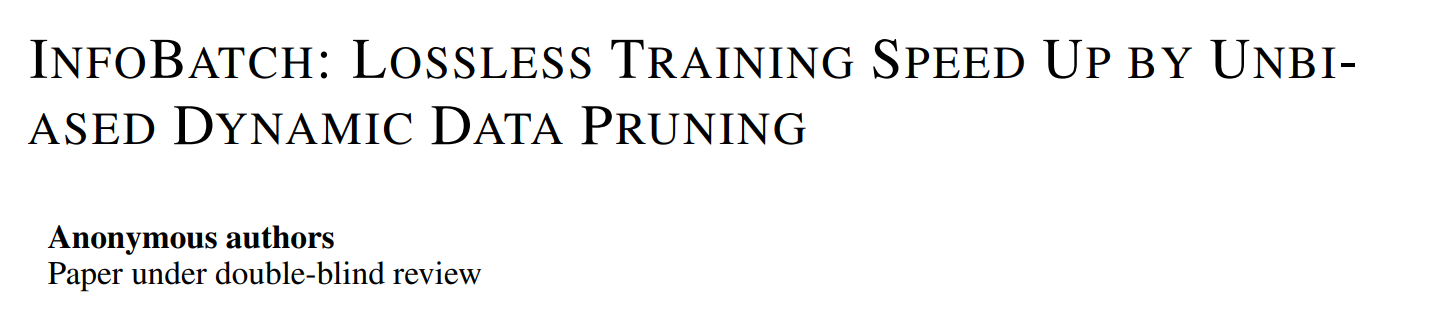 INFOBATCH: LOSSLESS TRAINING SPEED UP BY UNBI-
ASED DYNAMIC DATA PRUNING
Anonymous authors
Paper under double-blind review